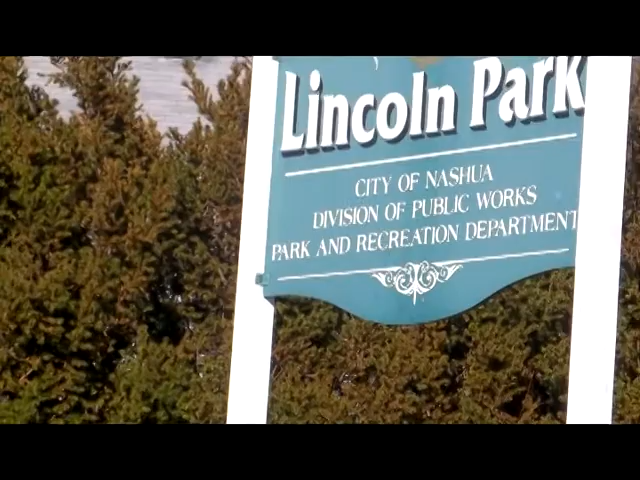 Lincoln Park
CITY OF NASHUA
DIVISION OF PUBLIC WORKS
PARK AND RECREATION DEPARTMENT